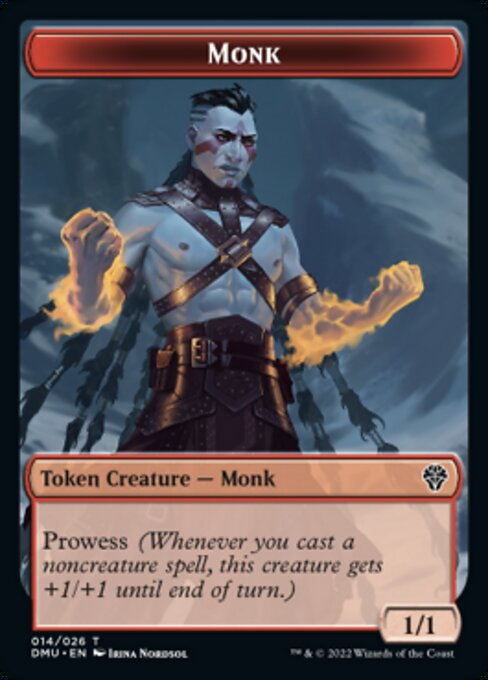 Monk
Token Creature — Monk
Prowess (Whenever you cast a
noncreature spell, this creature gets
+1/+1 until end of turn.)
1/1
014/026 T
DMU • EN Irina Nordsol
™ & © 2022 Wizards of the Coast